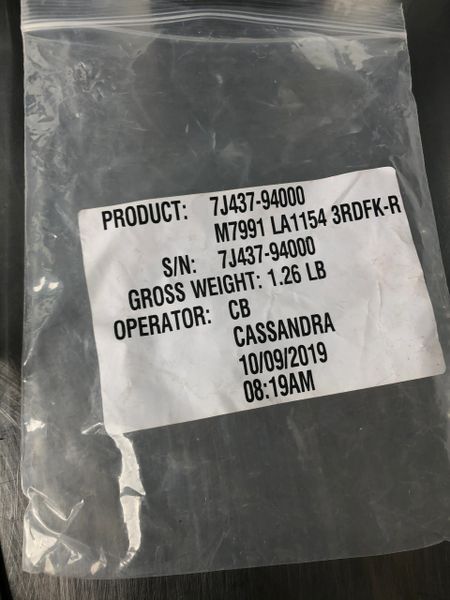 PRODUCT: 7J437-94000
M7991 LA1154 3RDFK-R
S/N: 7J437-94000
GROSS WEIGHT: 1.26 LB
OPERATOR: CB
CASSANDRA
10/09/2019
08:19AM